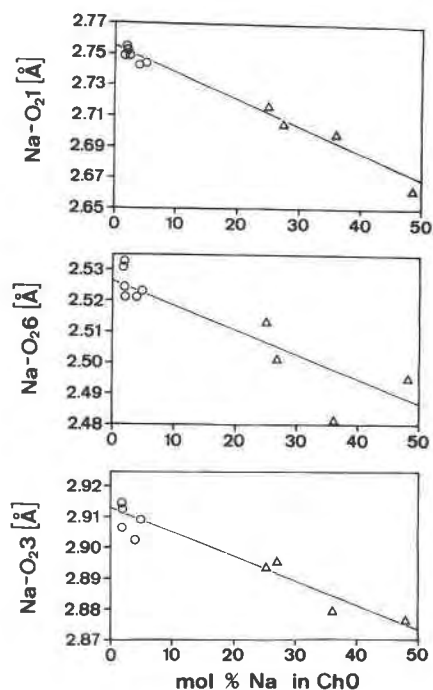 2.77
2.75
2.73
2.71
2.69
2.67
2.65
Na-O₂1 [Å]
0 10 20 30 40 50
2.53
2.52
2.51
2.50
2.49
2.48
Na-O₂6 [Å]
0 10 20 30 40 50
2.92
2.91
2.90
2.89
2.88
2.87
Na-O₂3 [Å]
0 10 20 30 40 50
mol % Na in Ch0